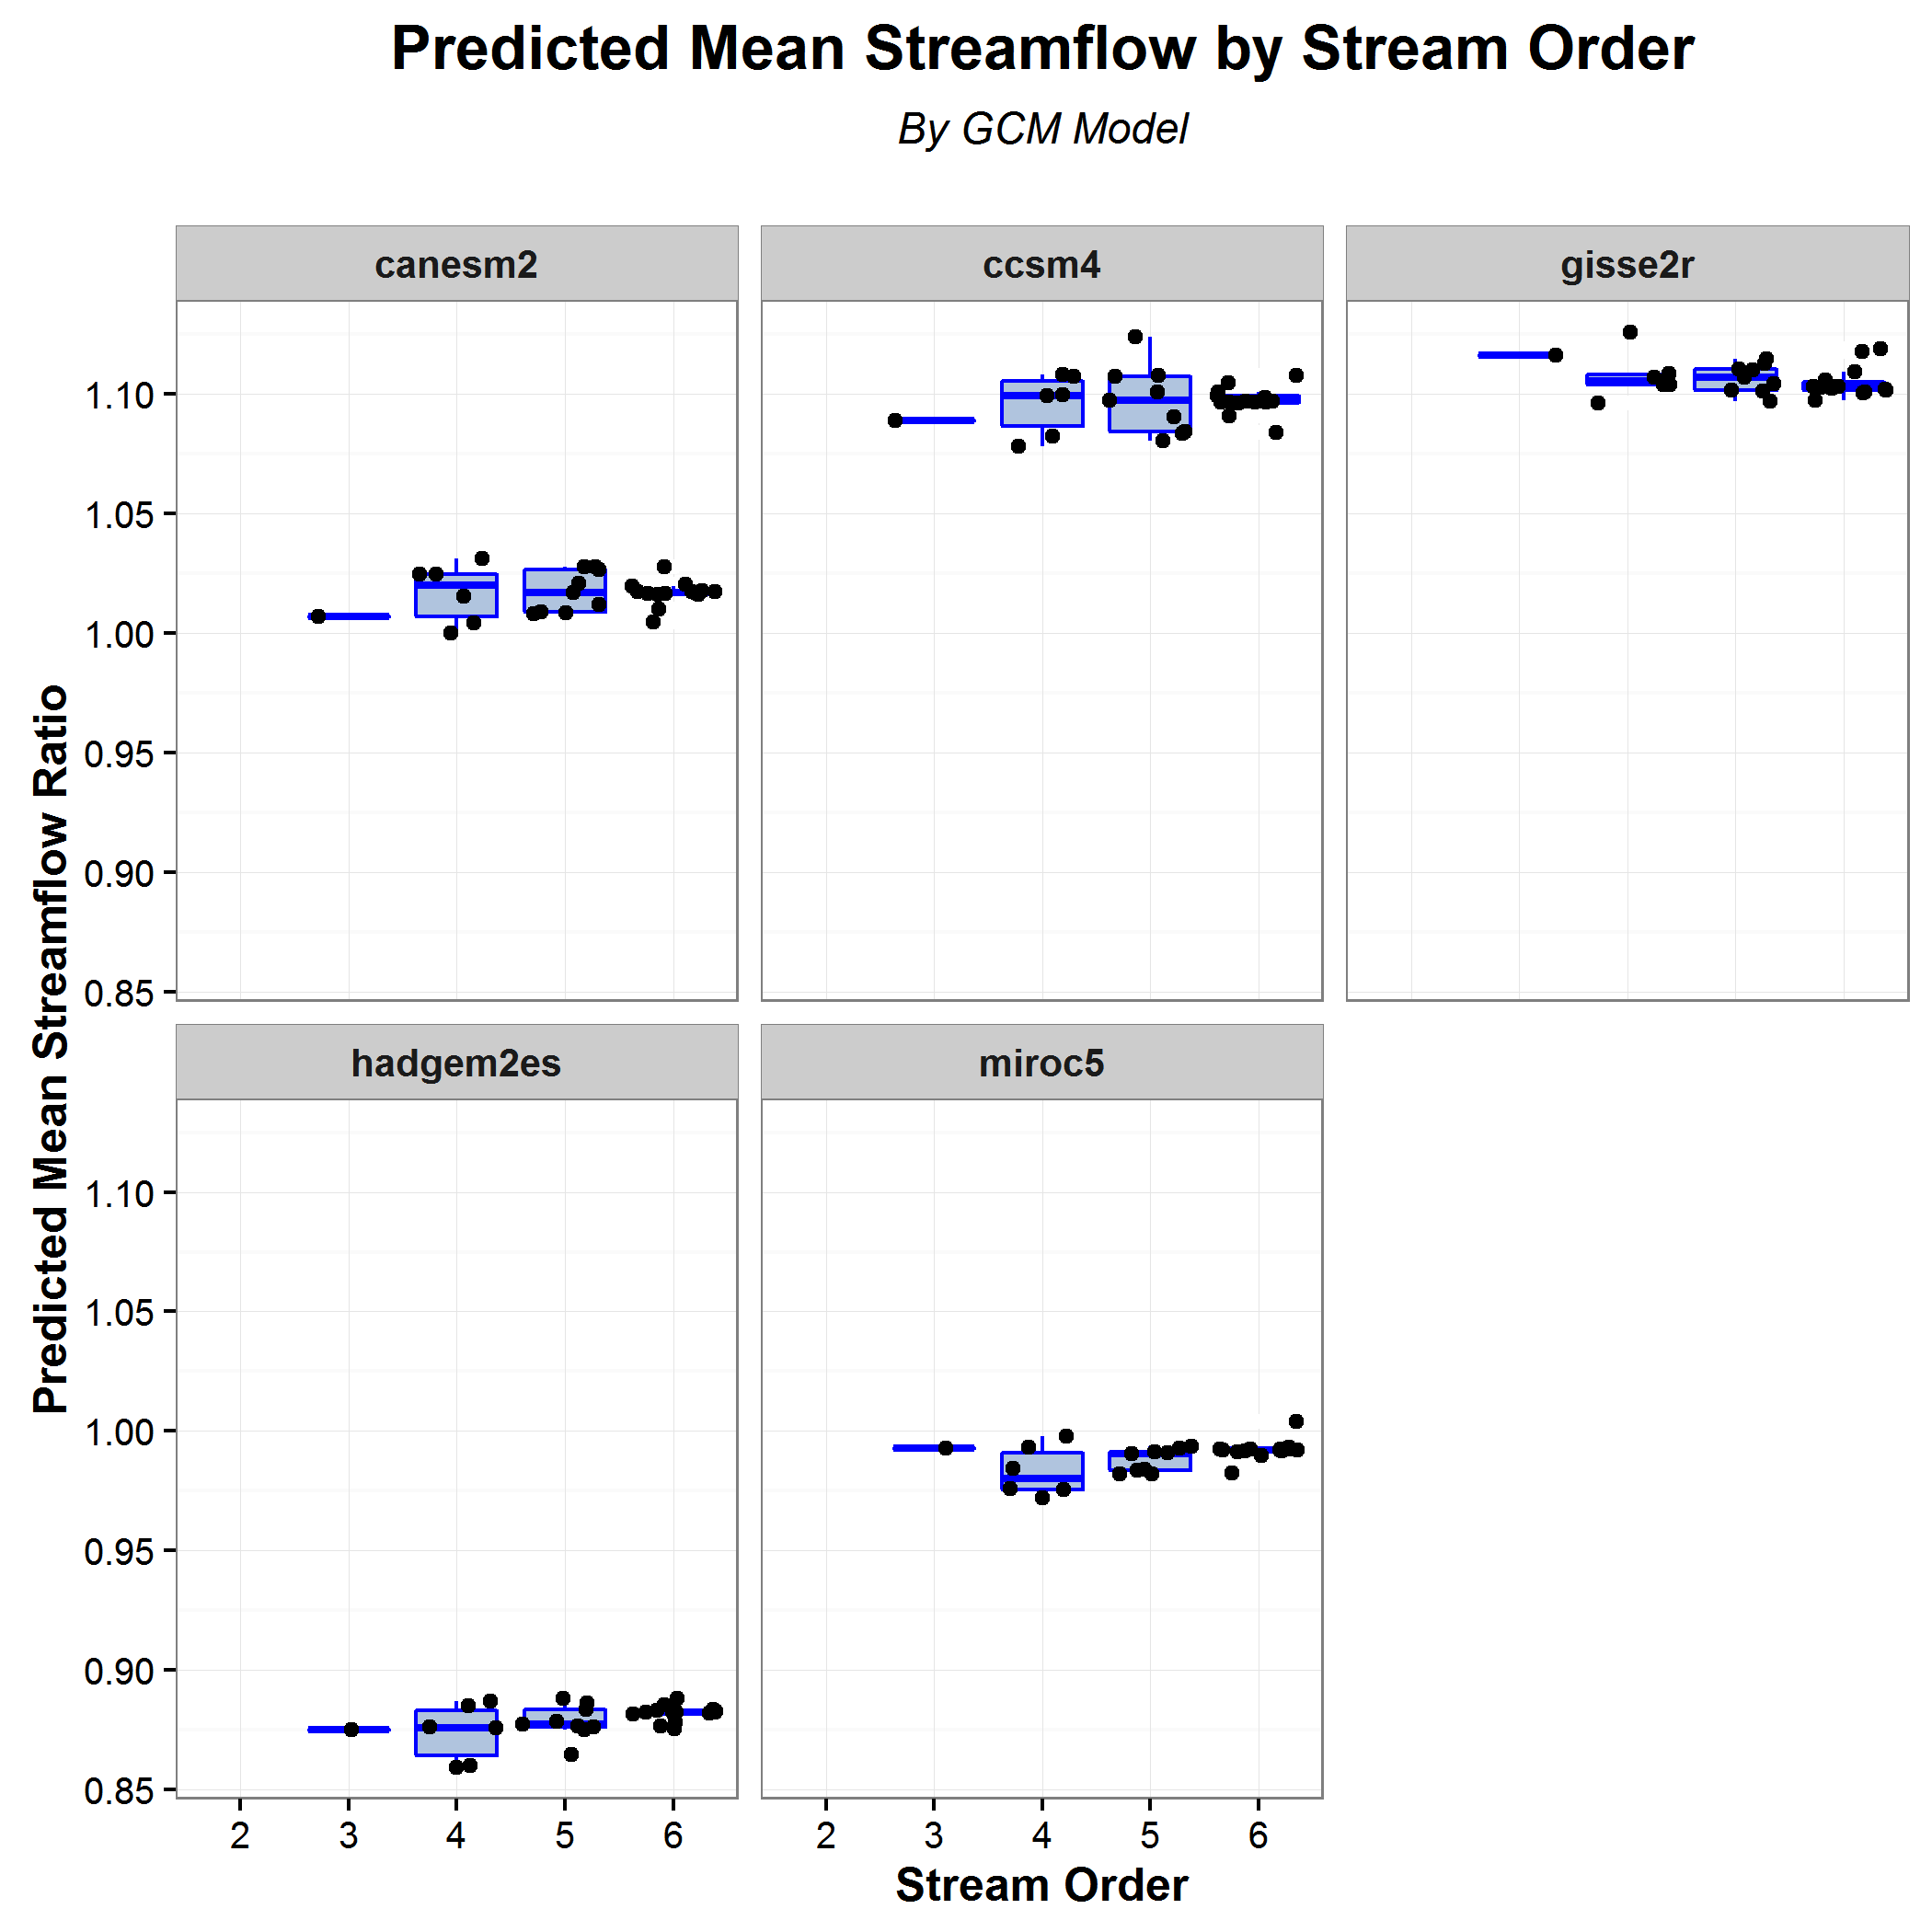 Predicted Mean Streamflow by Stream Order
By GCM Model
canesm2
ccsm4
gisse2r
1.10
1.05
1.00
0.95
0.90
0.85
Predicted Mean Streamflow Ratio
hadgem2es
miroc5
1.10
1.05
1.00
0.95
0.90
0.85
2 3 4 5 6
2 3 4 5 6
Stream Order